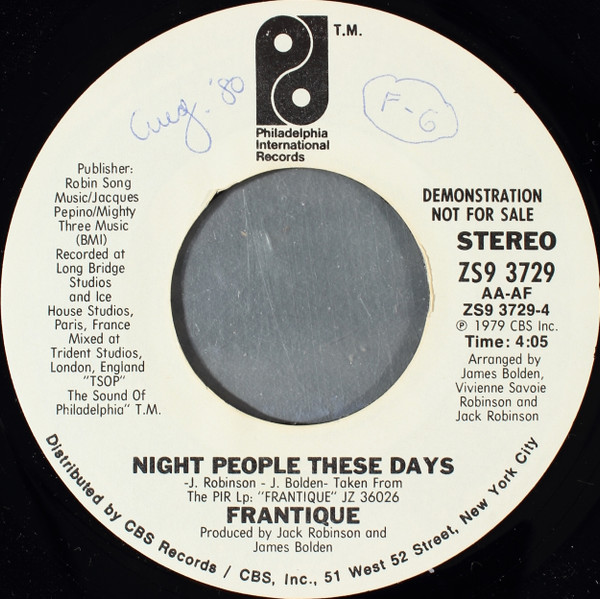 T.M.
Aug. '80
F-G
Philadelphia
International
Records
Publisher:
Robin Song
Music/Jacques
Pepino/Mighty
Three Music
(BMI)
Recorded at
Long Bridge
Studios
and Ice
House Studios,
Paris, France
Mixed at
Trident Studios,
London, England
"TSOP"
The Sound Of
Philadelphia" T.M.
DEMONSTRATION
NOT FOR SALE
STEREO
ZS9 3729
AA-AF
ZS9 3729-4
℗ 1979 CBS Inc.
Time: 4:05
Arranged by
James Bolden,
Vivienne Savoie
Robinson and
Jack Robinson
NIGHT PEOPLE THESE DAYS
-J. Robinson - J. Bolden- Taken From
The PIR Lp: "FRANTIQUE" JZ 36026
FRANTIQUE
Produced by Jack Robinson and
James Bolden
Distributed by CBS Records / CBS, Inc., 51 West 52 Street, New York City